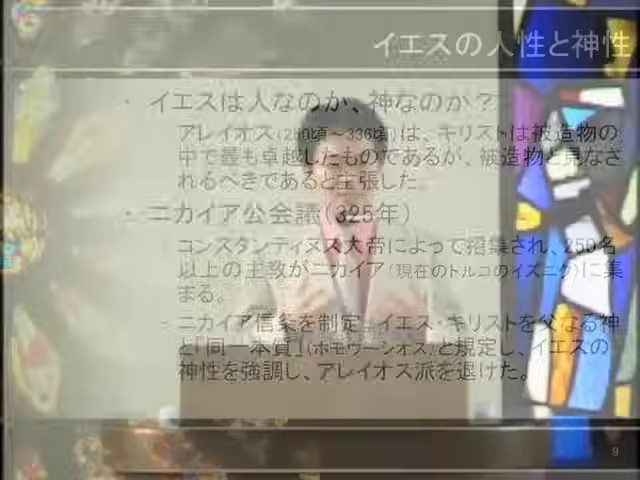 イエスの人性と神性
・ イエスは人なのか、神なのか？
アレイオス(250頃～336頃)は、キリストは被造物の
中で最も卓越したものであるが、被造物と見なさ
れるべきであると主張した。
・ ニカイア公会議(325年)
コンスタンティヌス大帝によって招集され、250名
以上の主教がニカイア(現在のトルコのイズニク)に集
まる。
ニカイア信条を制定。イエス・キリストを父なる神
と「同一本質」(ホモウーシオス)と規定し、イエスの
神性を強調し、アレイオス派を退けた。
9